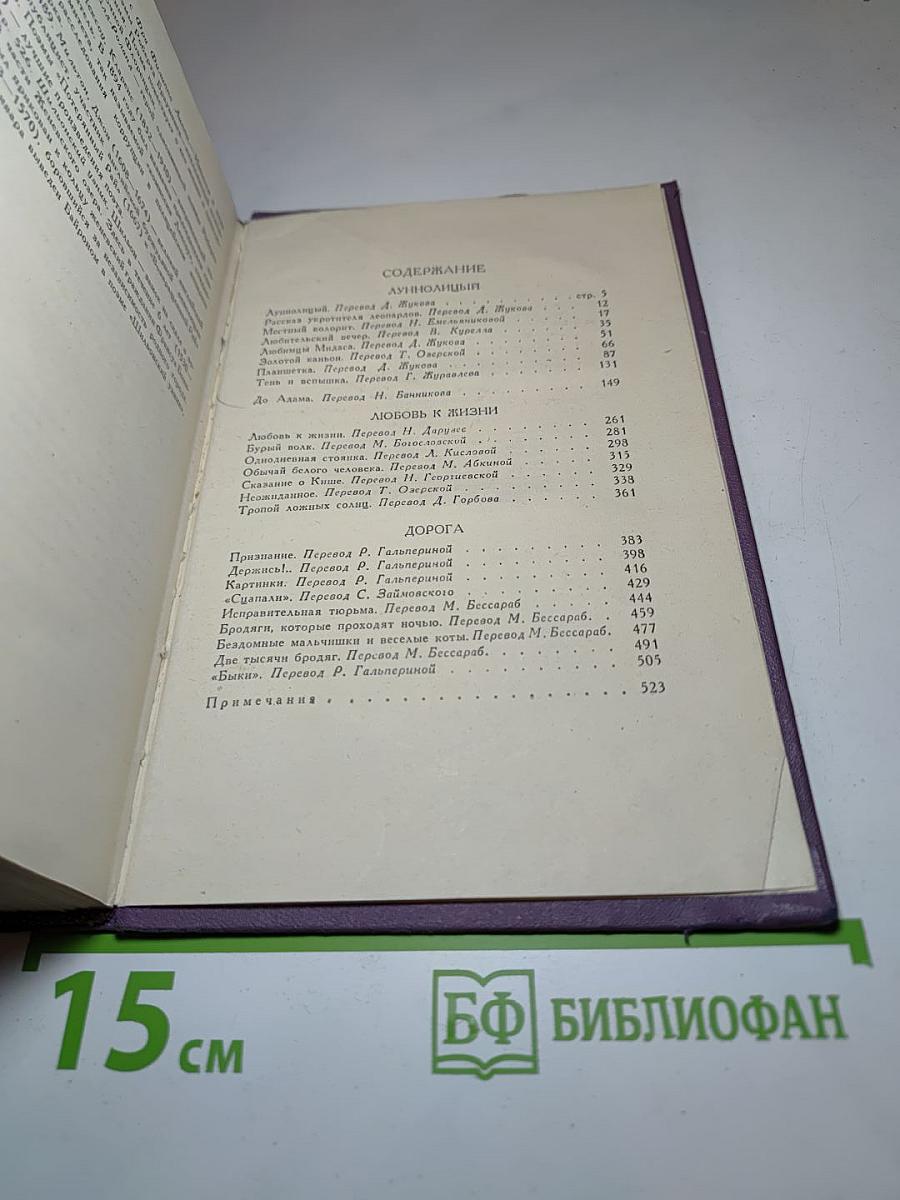 СОДЕРЖАНИЕ
ЛУННОЛИЦЫЙ
Луннолицый. Перевод Д. Жукова . . . . . . . . . стр. 5
Рассказ укротителя леопардов. Перевод Д. Жукова . . . 12
Местный колорит. Перевод Н. Емельяниковой . . . . 17
Любительский вечер. Перевод В. Курелла . . . . . 35
Любимцы Мидаса. Перевод Д. Жукова . . . . . . 51
Золотой каньон. Перевод Т. Озерской . . . . . . 66
Планшетка. Перевод Д. Жукова . . . . . . . 87
Тень и вспышка. Перевод Г. Журавлева . . . . . 131
До Адама. Перевод Н. Банникова . . . . . . . 149
ЛЮБОВЬ К ЖИЗНИ
Любовь к жизни. Перевод Н. Дарузес . . . . . . . 261
Бурый волк. Перевод М. Богословской . . . . . . 281
Однодневная стоянка. Перевод Л. Кисловой . . . . . 298
Обычай белого человека. Перевод М. Абкиной . . . . 315
Сказание о Кише. Перевод Н. Георгиевской . . . . . 329
Неожиданное. Перевод Т. Озерской . . . . . . . 338
Тропой ложных солнц. Перевод Д. Горбова . . . . . 361
ДОРОГА
Признание. Перевод Р. Гальпериной . . . . . . . . 383
Держись!.. Перевод Р. Гальпериной . . . . . . . . 398
Картинки. Перевод Р. Гальпериной . . . . . . . . 416
«Сцапали». Перевод С. Займовского . . . . . . . . 429
Исправительная тюрьма. Перевод М. Бессараб . . . . . 444
Бродяги, которые проходят ночью. Перевод М. Бессараб. . 459
Бездомные мальчишки и веселые коты. Перевод М. Бессараб. 477
Две тысячи бродяг. Перевод М. Бессараб. . . . . . . 491
«Быки». Перевод Р. Гальпериной . . . . . . . . . 505
Примечания . . . . . . . . . . . . . . . . 523
15 см
БФ БИБЛИОФАН